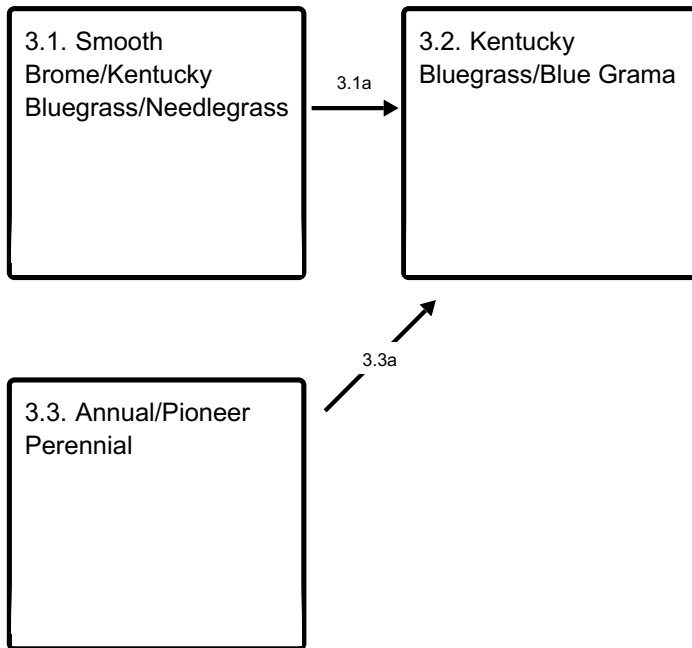 3.1. Smooth
Brome/Kentucky
Bluegrass/Needlegrass
3.1a
3.2. Kentucky
Bluegrass/Blue Grama
3.3a
3.3. Annual/Pioneer
Perennial